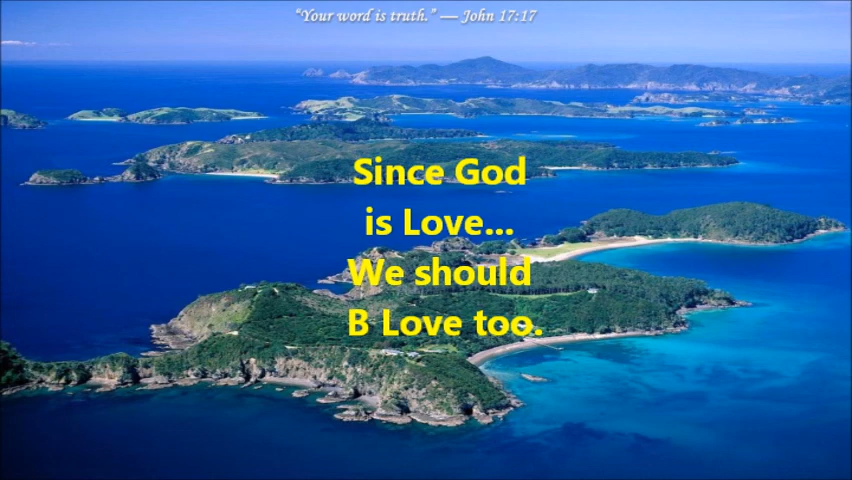 “Your word is truth.” — John 17:17
Since God
is Love...
We should
B Love too.